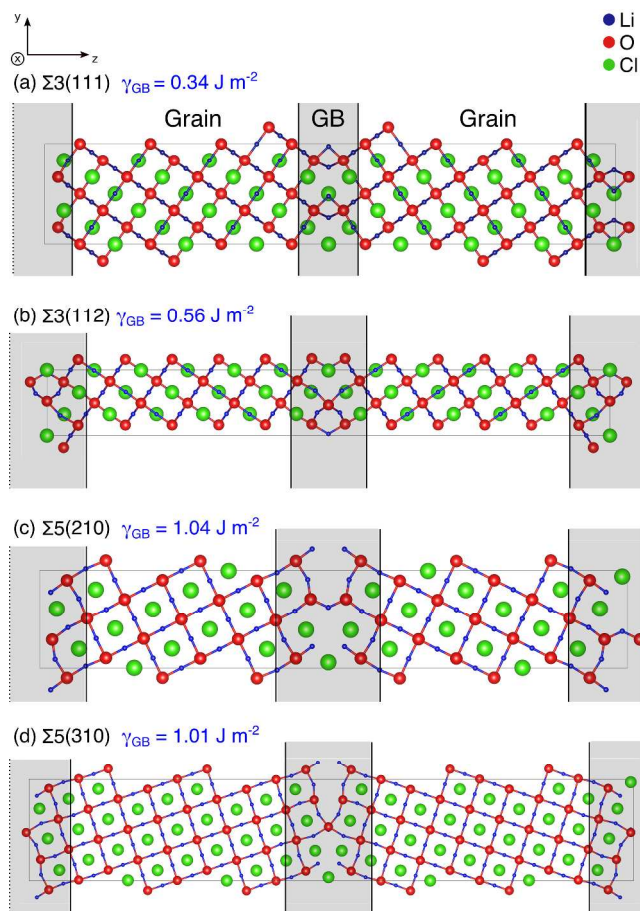 y
x
z
Li
O
Cl
(a) Σ3(111) γGB = 0.34 J m-2
Grain GB Grain
(b) Σ3(112) γGB = 0.56 J m-2
(c) Σ5(210) γGB = 1.04 J m-2
(d) Σ5(310) γGB = 1.01 J m-2